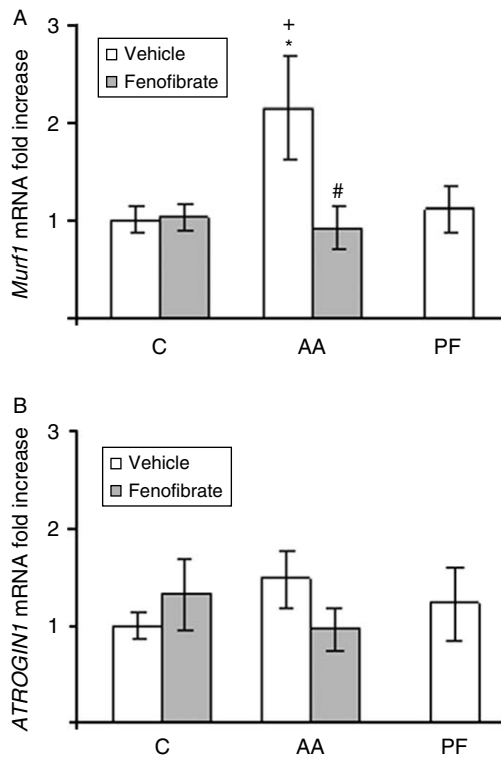 A
Murf1 mRNA fold increase
3
2
1
Vehicle
Fenofibrate
+
*
#
C AA PF
B
ATROGIN1 mRNA fold increase
3
2
1
Vehicle
Fenofibrate
C AA PF